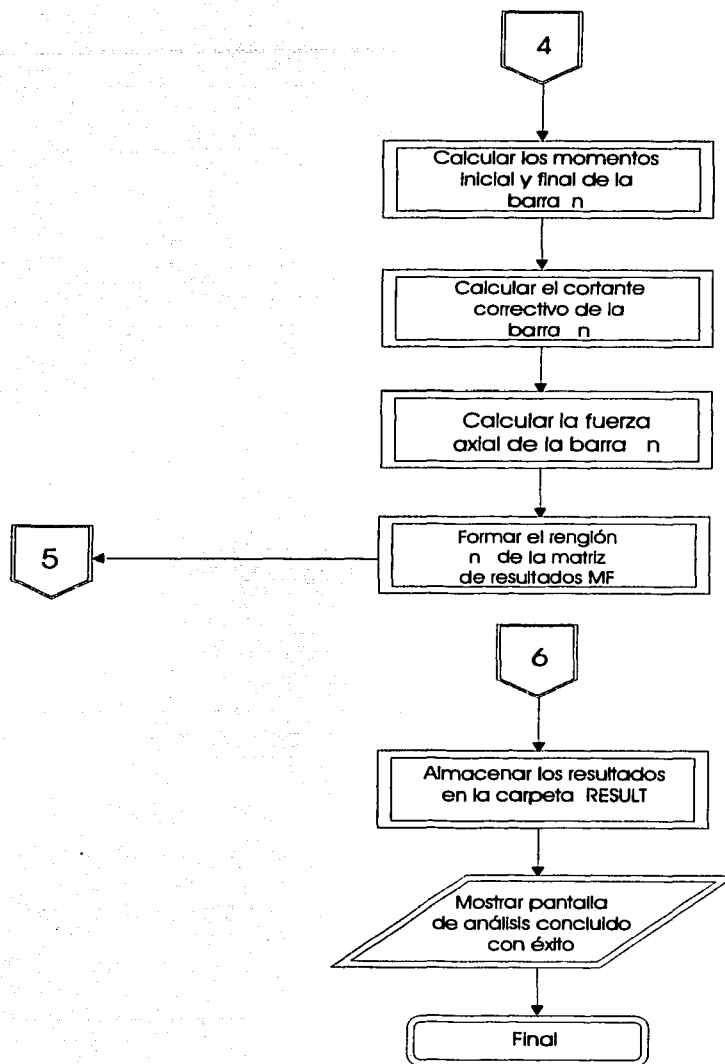 4
Calcular los momentos
inicial y final de la
barra n
Calcular el cortante
correctivo de la
barra n
Calcular la fuerza
axial de la barra n
5
Formar el renglón
n de la matriz
de resultados MF
6
Almacenar los resultados
en la carpeta RESULT
Mostrar pantalla
de análisis concluido
con éxito
Final